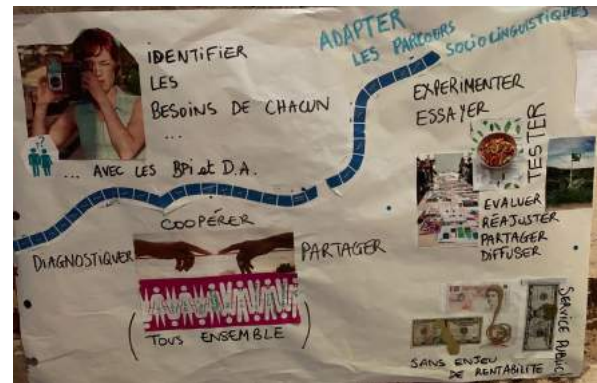 IDENTIFIER
LES
BESOINS DE CHACUN
...
... AVEC LES BPi et D.A.
ADAPTER
LES PARCOURS
SOCIOLINGUISTIQUES
EXPERIMENTER
ESSAYER
TESTER
EVALUER
RÉAJUSTER
PARTAGER
DIFFUSER
COOPÉRER
DIAGNOSTIQUER
PARTAGER
( TOUS ENSEMBLE )
SERVICE PUBLIC
SANS ENJEU
DE RENTABILITÉ